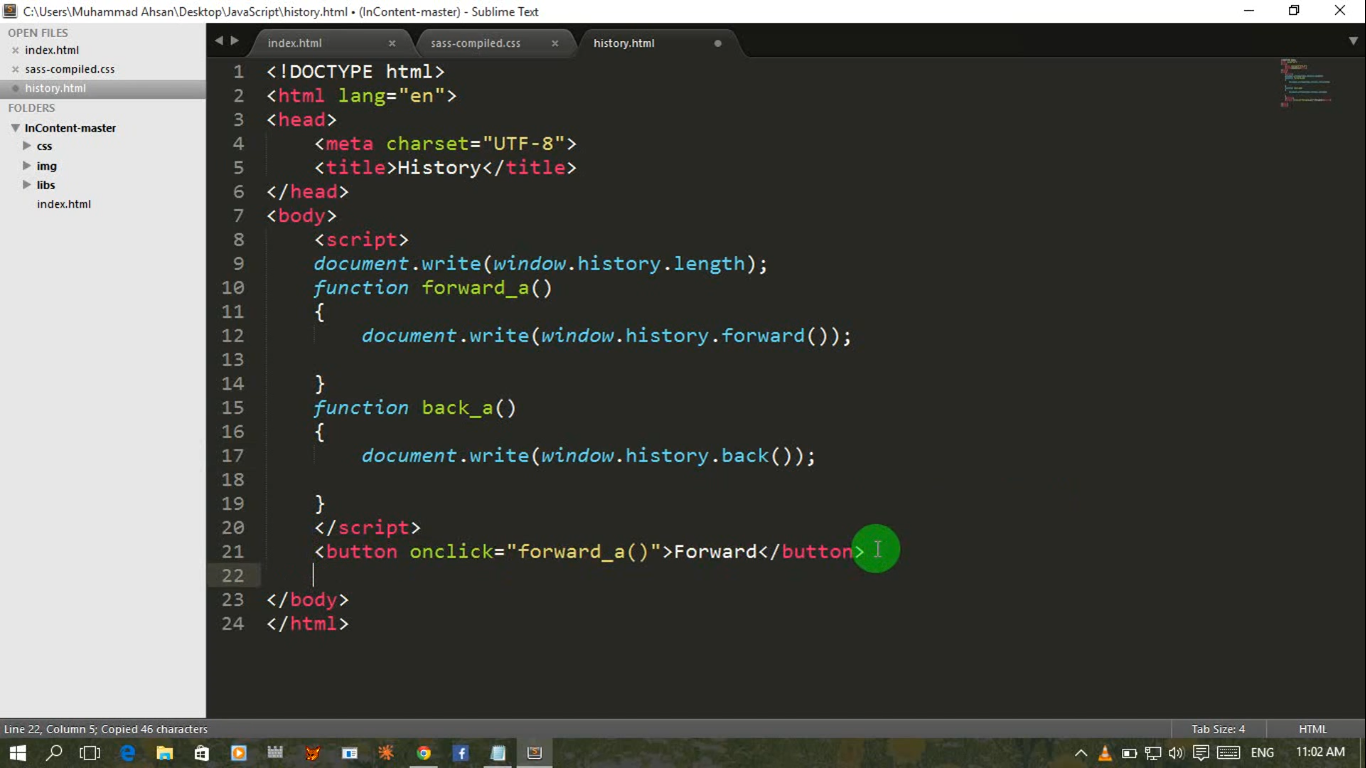 C:\Users\Muhammad Ahsan\Desktop\JavaScript\history.html • (InContent-master) - Sublime Text
OPEN FILES
index.html
sass-compiled.css
history.html
FOLDERS
InContent-master
css
img
libs
index.html
index.html
sass-compiled.css
history.html
1 <!DOCTYPE html>
2 <html lang="en">
3 <head>
4 <meta charset="UTF-8">
5 <title>History</title>
6 </head>
7 <body>
8 <script>
9 document.write(window.history.length);
10 function forward_a()
11 {
12 document.write(window.history.forward());
13
14 }
15 function back_a()
16 {
17 document.write(window.history.back());
18
19 }
20 </script>
21 <button onclick="forward_a()">Forward</button>
22
23 </body>
24 </html>
Line 22, Column 5; Copied 46 characters
Tab Size: 4
HTML
ENG
11:02 AM